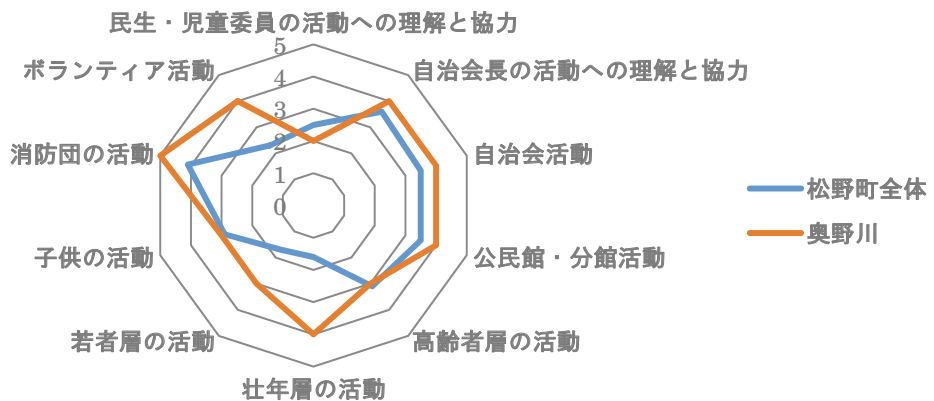 民生・児童委員の活動への理解と協力
自治会長の活動への理解と協力
自治会活動
公民館・分館活動
高齢者層の活動
壮年層の活動
若者層の活動
子供の活動
消防団の活動
ボランティア活動
5
4
3
2
1
0
松野町全体
奥野川